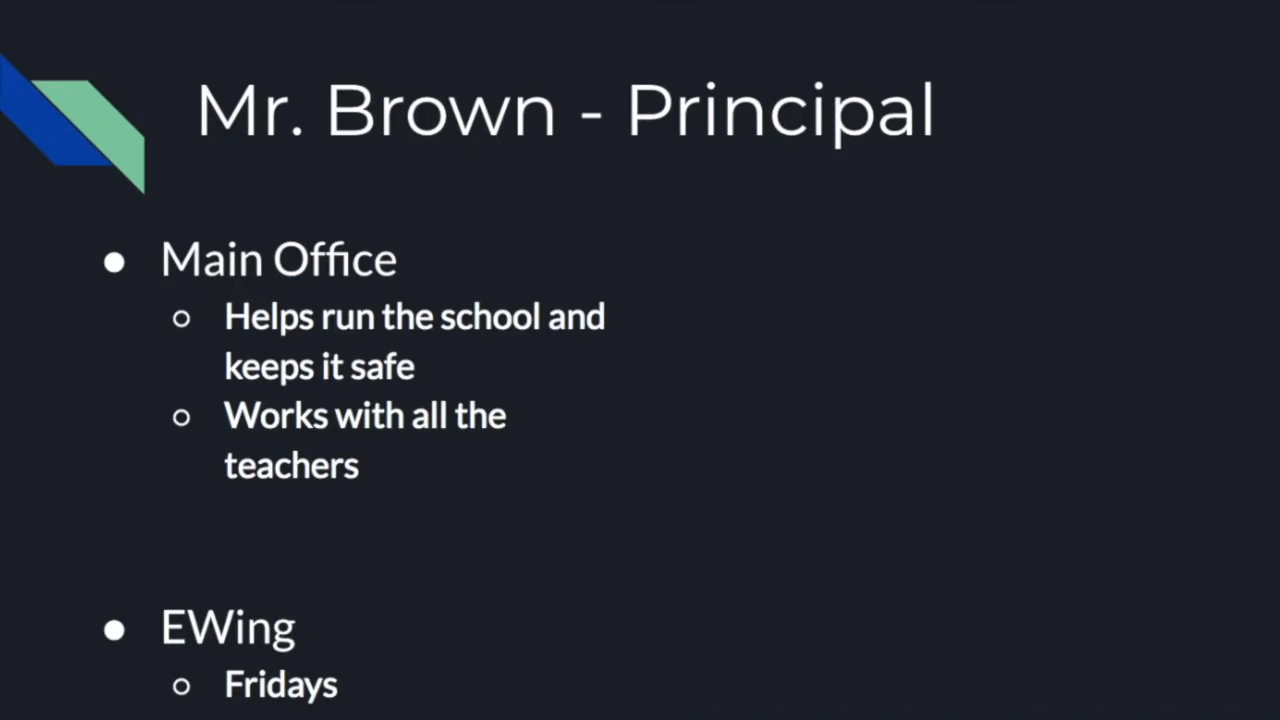 Mr. Brown - Principal
● Main Office
○ Helps run the school and
keeps it safe
○ Works with all the
teachers
● EWing
○ Fridays